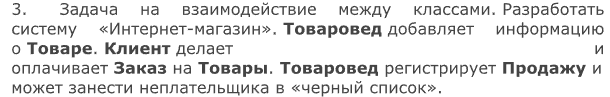 3. Задача на взаимодействие между классами. Разработать
систему «Интернет-магазин». Товаровед добавляет информацию
о Товаре. Клиент делает и
оплачивает Заказ на Товары. Товаровед регистрирует Продажу и
может занести неплательщика в «черный список».